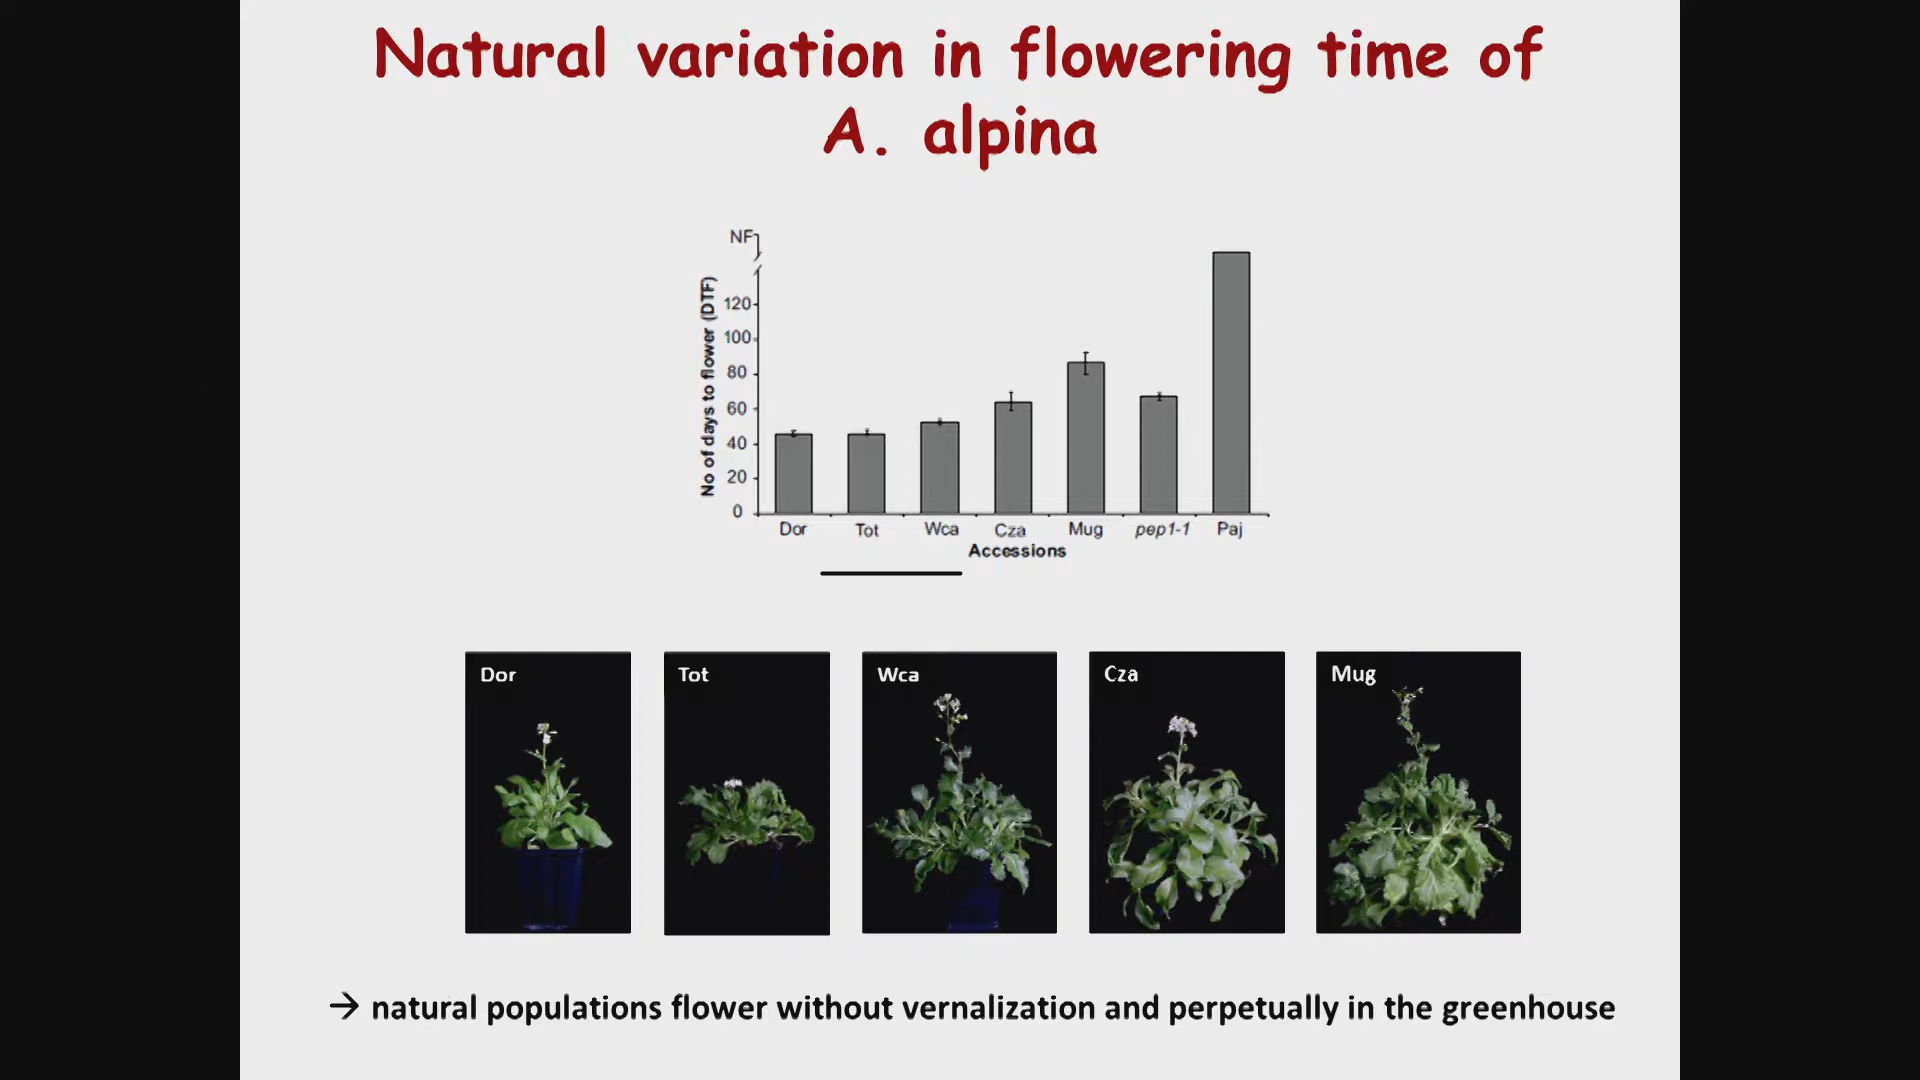 Natural variation in flowering time of
A. alpina
NF
120
100
80
60
40
20
0
No of days to flower (DTF)
Dor Tot Wca Cza Mug pep1-1 Paj
Accessions
Dor Tot Wca Cza Mug
→ natural populations flower without vernalization and perpetually in the greenhouse